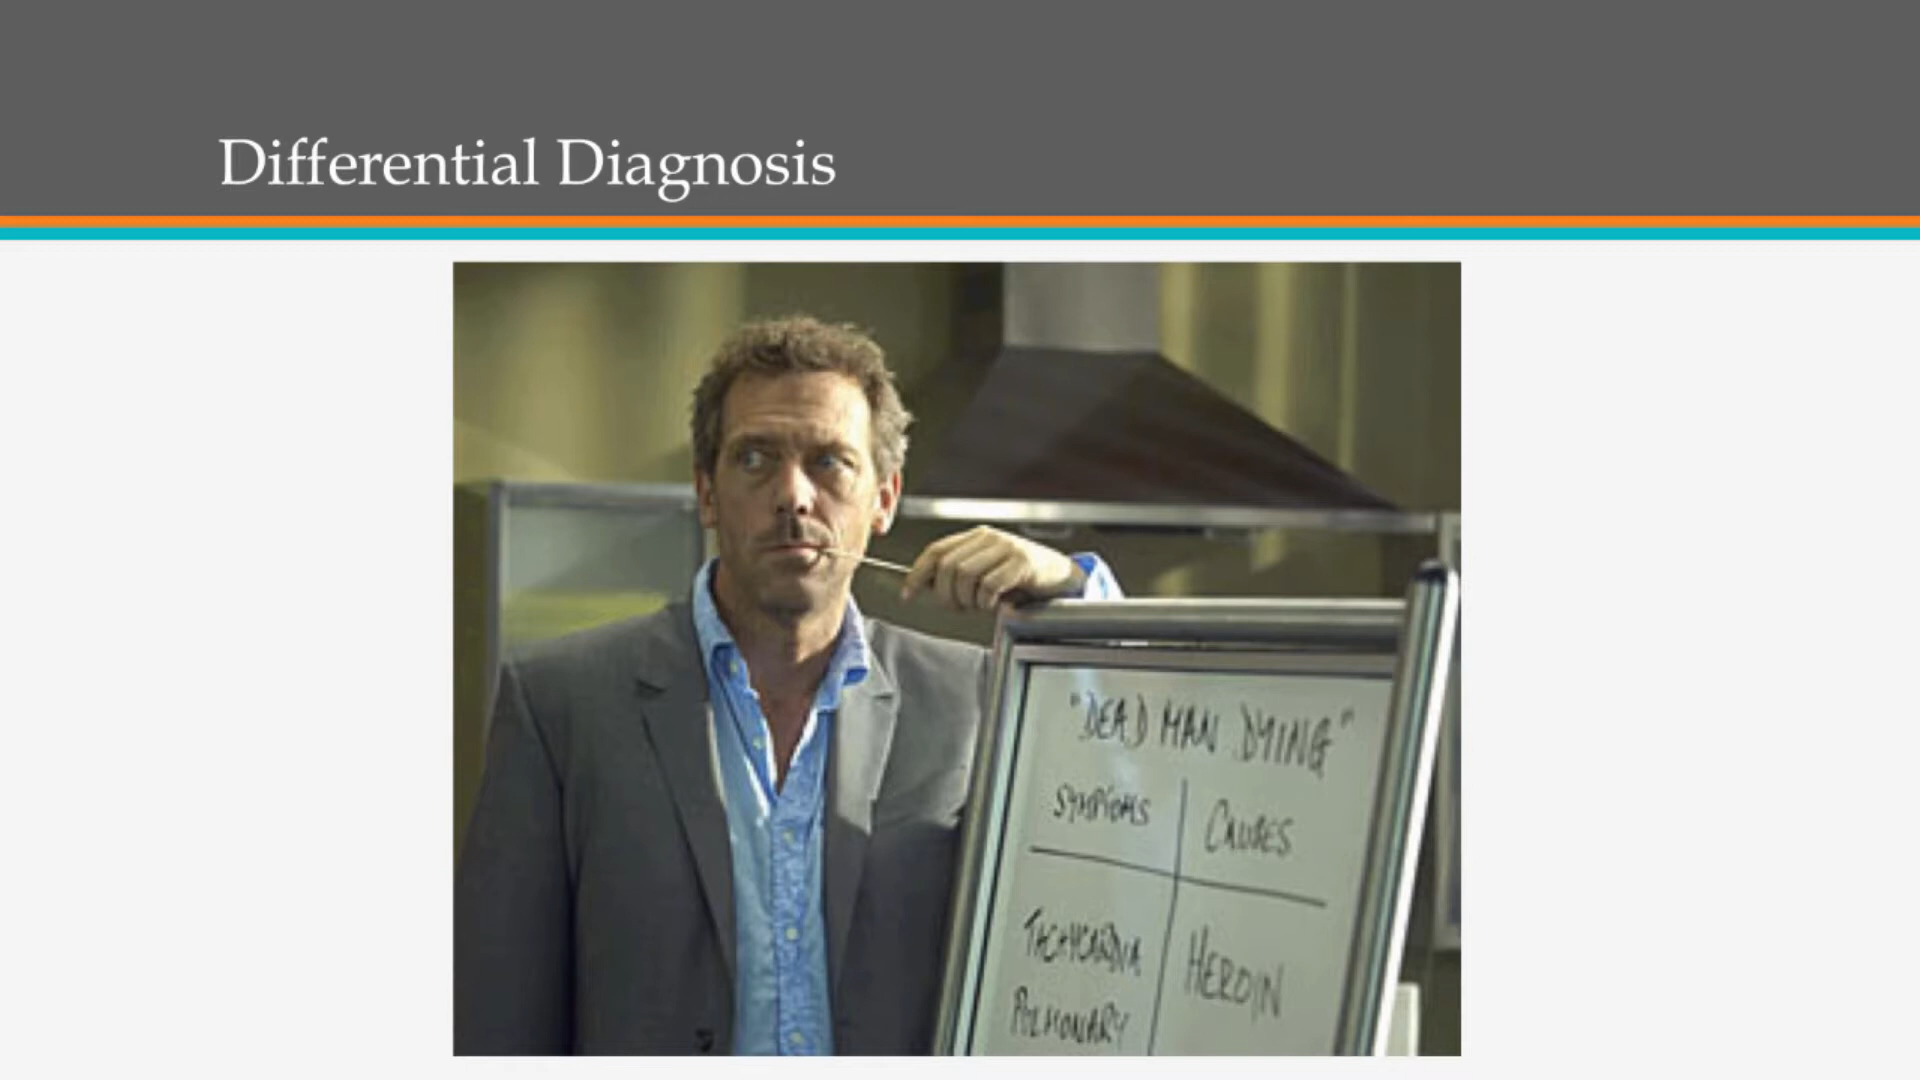 Differential Diagnosis
"DEAD MAN DYING"
SYMPTOMS CAUSES
TACHYCARDIA HEROIN
PULMONARY